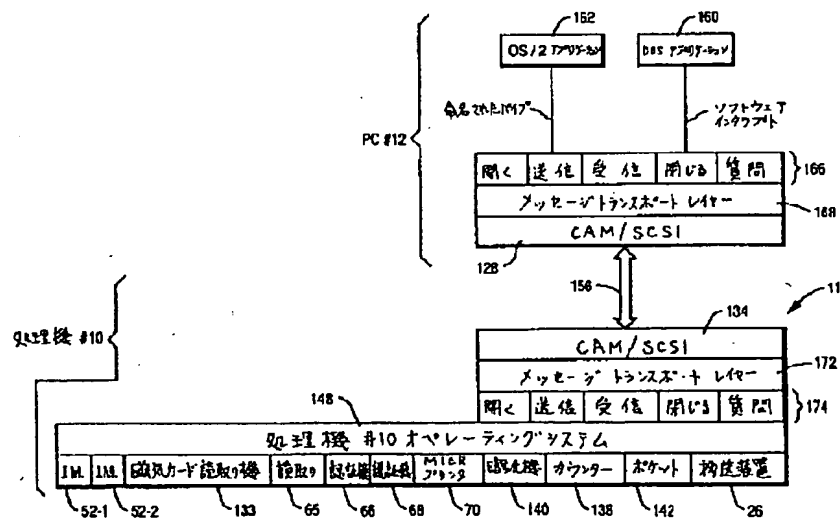 162
160
OS/2 アプリケーション
DOS アプリケーション
命名されたパイプ
ソフトウェア
インタラプト
PC #12
開く 送信 受信 閉じる 質問
166
メッセージトランスポート レイヤー
168
CAM/SCSI
128
156
11
134
処理機 #10
CAM/SCSI
172
メッセージ トランスポート レイヤー
開く 送信 受信 閉じる 質問
174
148
処理機 #10 オペレーティングシステム
磁気カード読取り機 読取り MICR プリンタ カウンター ポケット
52-1 52-2 133 65 66 68 70 140 138 142 26